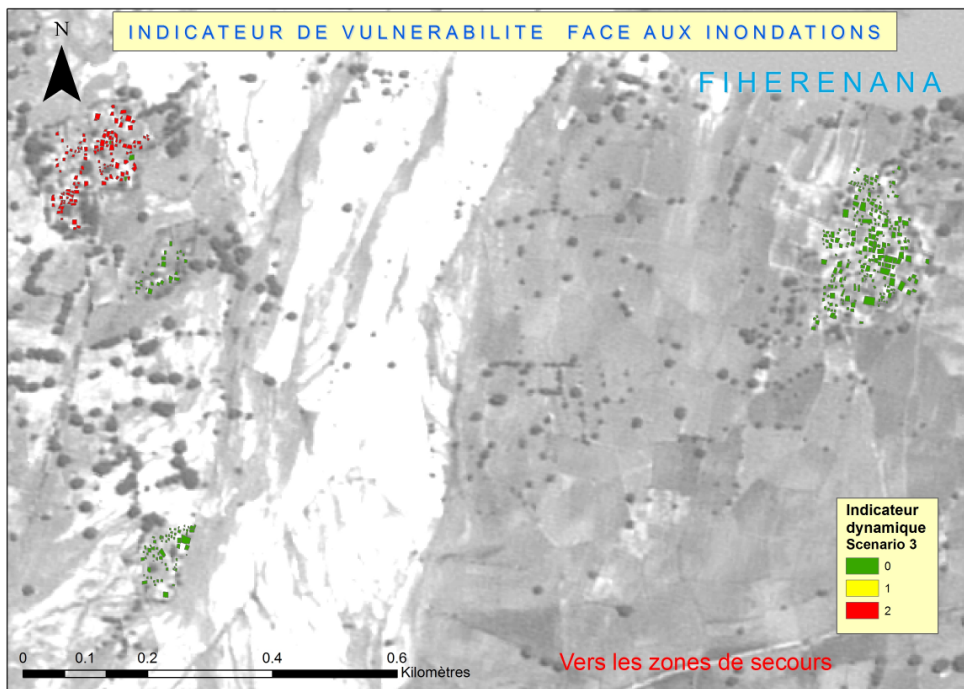 INDICATEUR DE VULNERABILITE FACE AUX INONDATIONS
N
FIHERENANA
Indicateur
dynamique
Scenario 3
0
1
2
0 0.1 0.2 0.4 0.6
Kilomètres
Vers les zones de secours